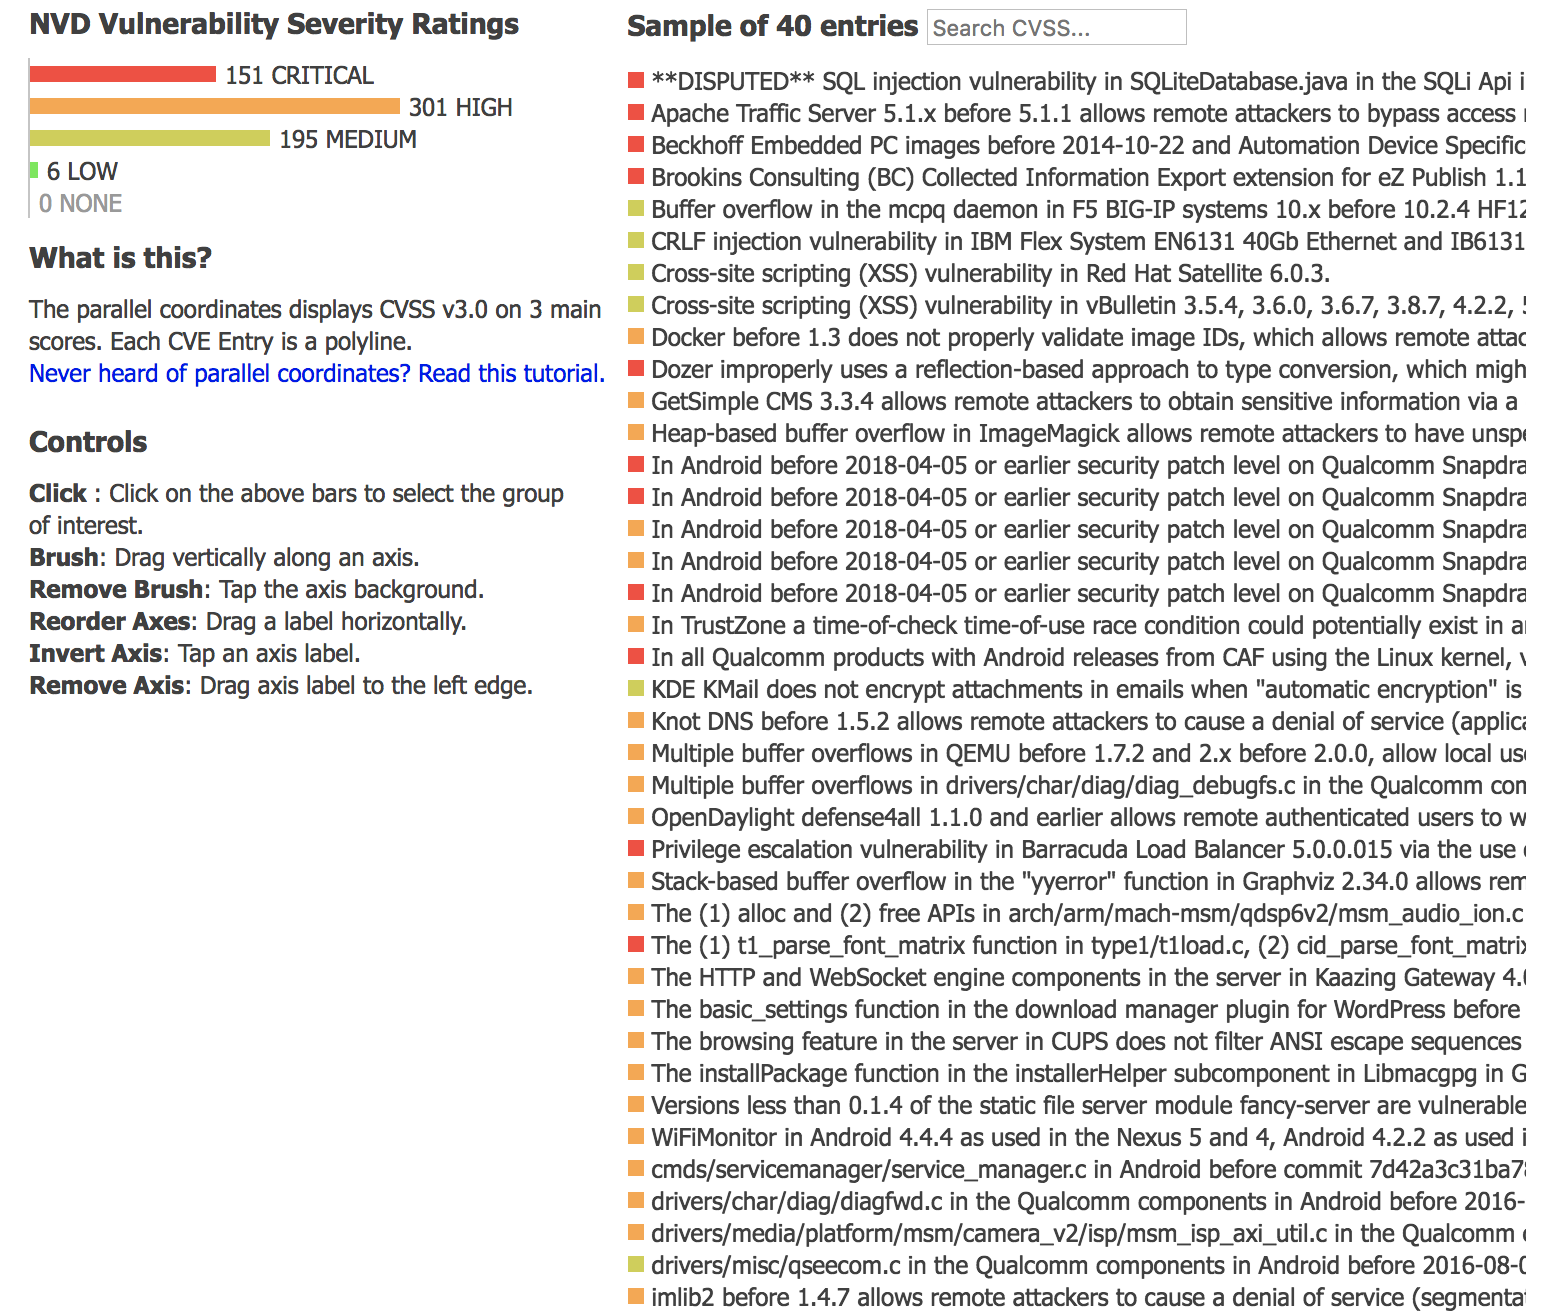 NVD Vulnerability Severity Ratings
151 CRITICAL
301 HIGH
195 MEDIUM
6 LOW
0 NONE
What is this?
The parallel coordinates displays CVSS v3.0 on 3 main
scores. Each CVE Entry is a polyline.
Never heard of parallel coordinates? Read this tutorial.
Controls
Click : Click on the above bars to select the group
of interest.
Brush: Drag vertically along an axis.
Remove Brush: Tap the axis background.
Reorder Axes: Drag a label horizontally.
Invert Axis: Tap an axis label.
Remove Axis: Drag axis label to the left edge.
Sample of 40 entries Search CVSS...
**DISPUTED** SQL injection vulnerability in SQLiteDatabase.java in the SQLi Api i
Apache Traffic Server 5.1.x before 5.1.1 allows remote attackers to bypass access
Beckhoff Embedded PC images before 2014-10-22 and Automation Device Specific
Brookins Consulting (BC) Collected Information Export extension for eZ Publish 1.1
Buffer overflow in the mcpq daemon in F5 BIG-IP systems 10.x before 10.2.4 HF12
CRLF injection vulnerability in IBM Flex System EN6131 40Gb Ethernet and IB6131
Cross-site scripting (XSS) vulnerability in Red Hat Satellite 6.0.3.
Cross-site scripting (XSS) vulnerability in vBulletin 3.5.4, 3.6.0, 3.6.7, 3.8.7, 4.2.2, 5
Docker before 1.3 does not properly validate image IDs, which allows remote attac
Dozer improperly uses a reflection-based approach to type conversion, which migh
GetSimple CMS 3.3.4 allows remote attackers to obtain sensitive information via a
Heap-based buffer overflow in ImageMagick allows remote attackers to have unspe
In Android before 2018-04-05 or earlier security patch level on Qualcomm Snapdra
In Android before 2018-04-05 or earlier security patch level on Qualcomm Snapdra
In Android before 2018-04-05 or earlier security patch level on Qualcomm Snapdra
In Android before 2018-04-05 or earlier security patch level on Qualcomm Snapdra
In Android before 2018-04-05 or earlier security patch level on Qualcomm Snapdra
In TrustZone a time-of-check time-of-use race condition could potentially exist in a
In all Qualcomm products with Android releases from CAF using the Linux kernel, v
KDE KMail does not encrypt attachments in emails when "automatic encryption" is
Knot DNS before 1.5.2 allows remote attackers to cause a denial of service (applica
Multiple buffer overflows in QEMU before 1.7.2 and 2.x before 2.0.0, allow local us
Multiple buffer overflows in drivers/char/diag/diag_debugfs.c in the Qualcomm com
OpenDaylight defense4all 1.1.0 and earlier allows remote authenticated users to w
Privilege escalation vulnerability in Barracuda Load Balancer 5.0.0.015 via the use
Stack-based buffer overflow in the "yyerror" function in Graphviz 2.34.0 allows rem
The (1) alloc and (2) free APIs in arch/arm/mach-msm/qdsp6v2/msm_audio_ion.c
The (1) t1_parse_font_matrix function in type1/t1load.c, (2) cid_parse_font_matrix
The HTTP and WebSocket engine components in the server in Kaazing Gateway 4.0
The basic_settings function in the download manager plugin for WordPress before
The browsing feature in the server in CUPS does not filter ANSI escape sequences
The installPackage function in the installerHelper subcomponent in Libmacgpg in G
Versions less than 0.1.4 of the static file server module fancy-server are vulnerable
WiFiMonitor in Android 4.4.4 as used in the Nexus 5 and 4, Android 4.2.2 as used i
cmds/servicemanager/service_manager.c in Android before commit 7d42a3c31ba78
drivers/char/diag/diagfwd.c in the Qualcomm components in Android before 2016-
drivers/media/platform/msm/camera_v2/isp/msm_isp_axi_util.c in the Qualcomm
drivers/misc/qseecom.c in the Qualcomm components in Android before 2016-08-0
imlib2 before 1.4.7 allows remote attackers to cause a denial of service (segmentat